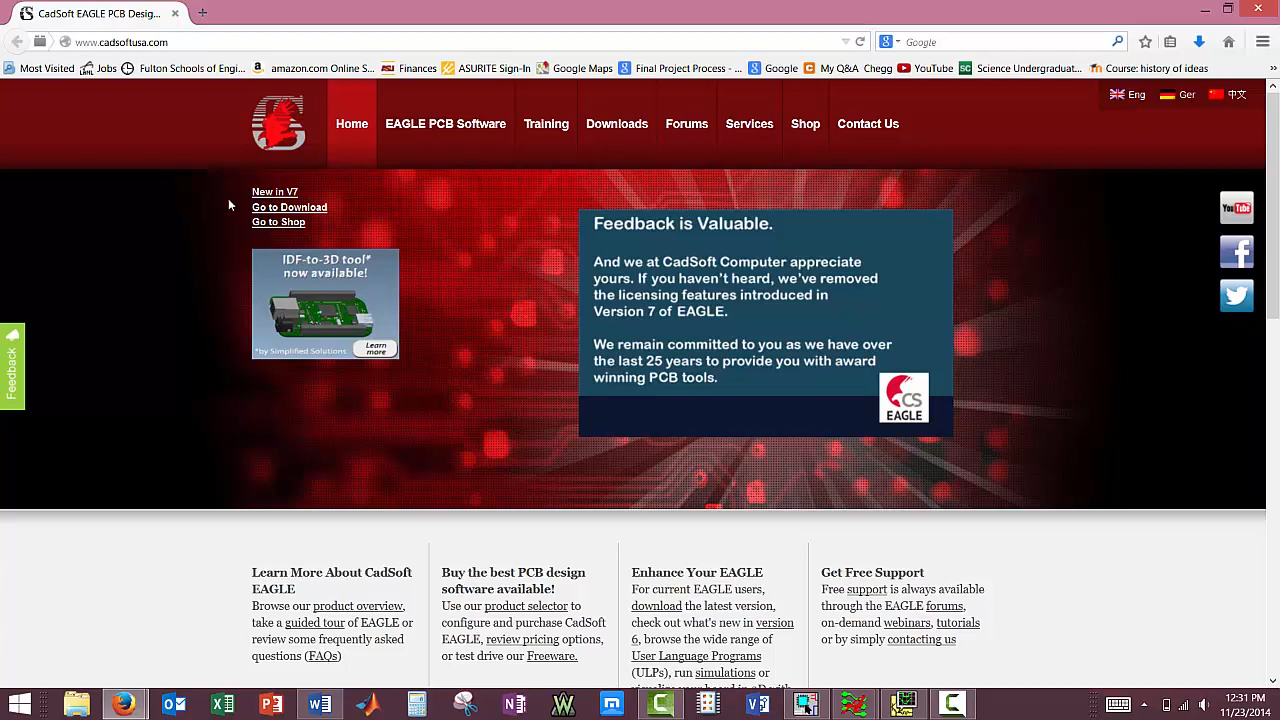 CadSoft EAGLE PCB Desig...
www.cadsoftusa.com
Google
Most Visited Jobs Fulton Schools of Engi... amazon.com Online S... Finances ASURITE Sign-In Google Maps Final Project Process - ... Google My Q&A Chegg YouTube Science Undergraduat... Course: history of ideas
Eng Ger 中文
Home EAGLE PCB Software Training Downloads Forums Services Shop Contact Us
New in V7
Go to Download
Go to Shop
IDF-to-3D tool*
now available!
*by Simplified Solutions
Learn
more
Feedback
Feedback is Valuable.
And we at CadSoft Computer appreciate
yours. If you haven't heard, we've removed
the licensing features introduced in
Version 7 of EAGLE.
We remain committed to you as we have over
the last 25 years to provide you with award
winning PCB tools.
CS
EAGLE
You Tube
Learn More About CadSoft
EAGLE
Browse our product overview,
take a guided tour of EAGLE or
review some frequently asked
questions (FAQs)
Buy the best PCB design
software available!
Use our product selector to
configure and purchase CadSoft
EAGLE, review pricing options,
or test drive our Freeware.
Enhance Your EAGLE
For current EAGLE users,
download the latest version,
check out what's new in version
6, browse the wide range of
User Language Programs
(ULPs), run simulations or
Get Free Support
Free support is always available
through the EAGLE forums,
on-demand webinars, tutorials
or by simply contacting us
12:31 PM
11/23/2014